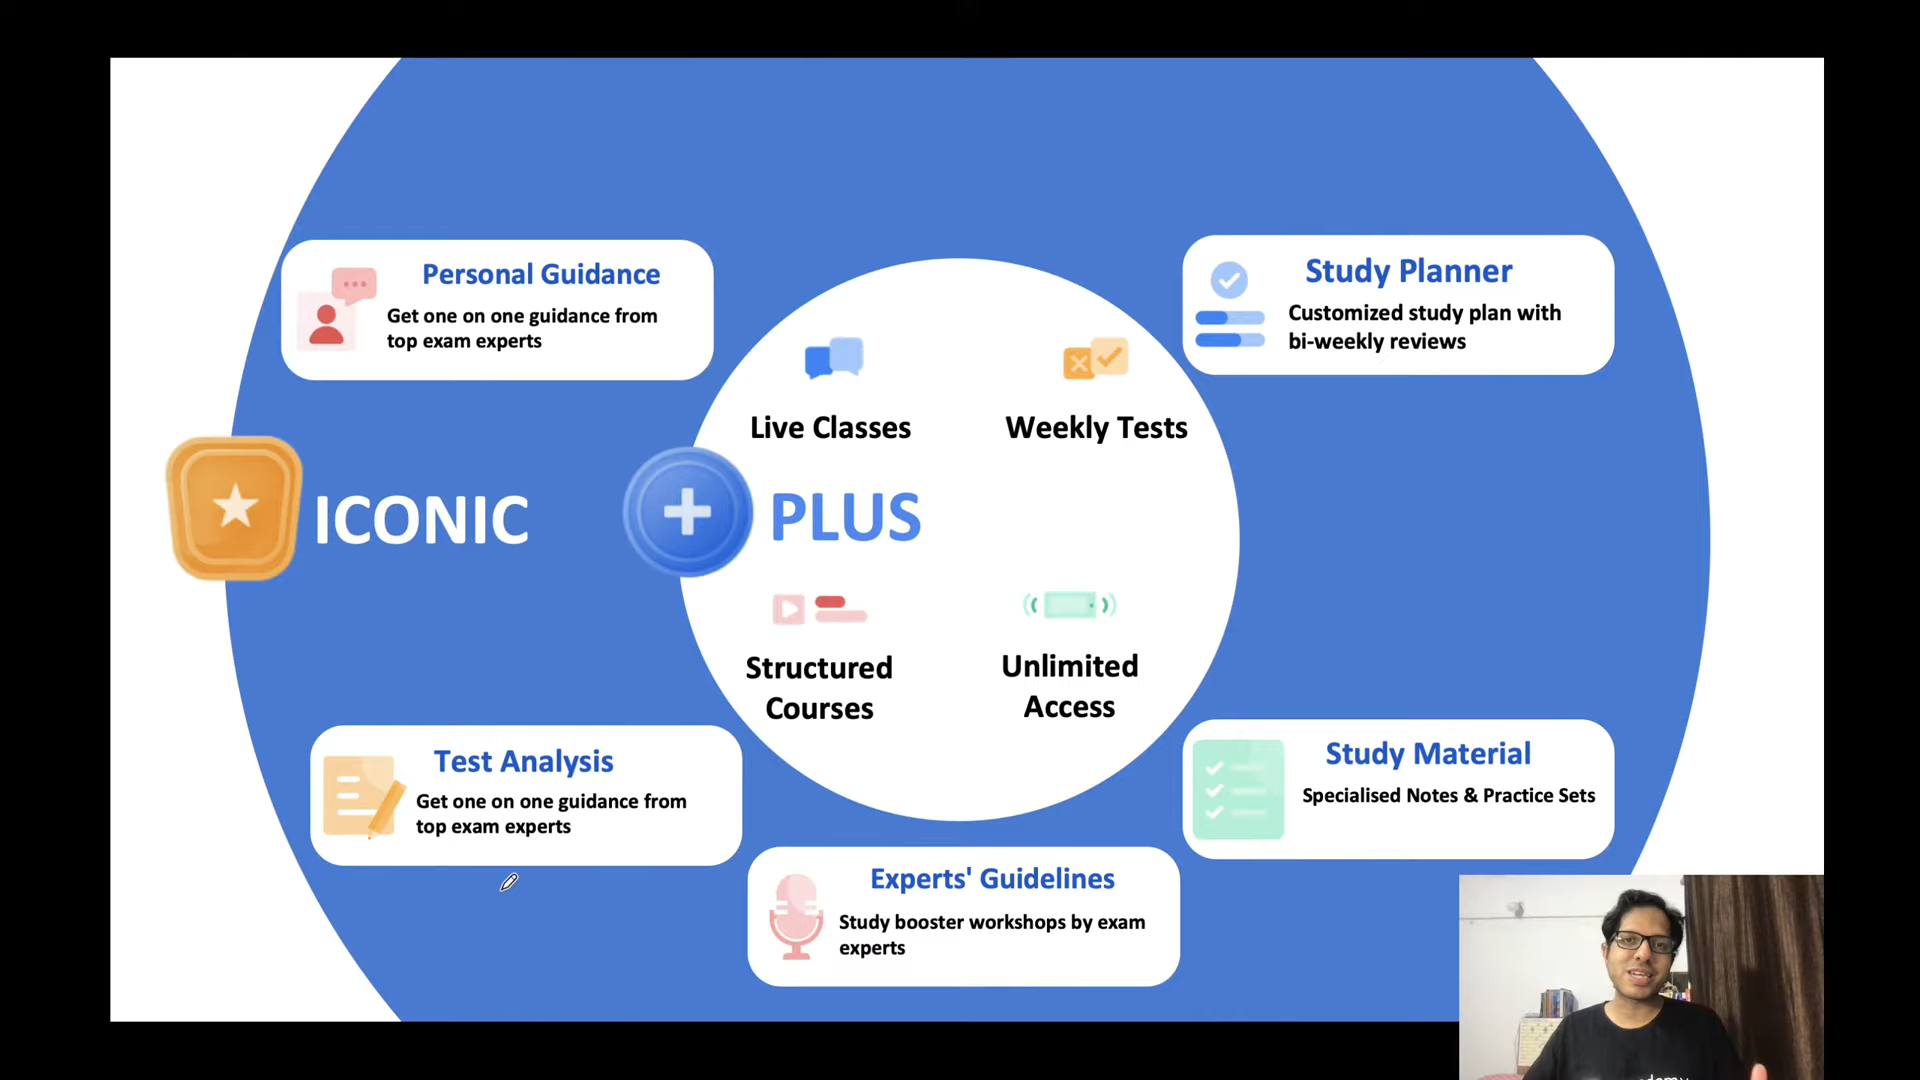 Personal Guidance
Get one on one guidance from
top exam experts
Study Planner
Customized study plan with
bi-weekly reviews
Live Classes
Weekly Tests
ICONIC
PLUS
Structured
Courses
Unlimited
Access
Test Analysis
Get one on one guidance from
top exam experts
Study Material
Specialised Notes & Practice Sets
Experts' Guidelines
Study booster workshops by exam
experts